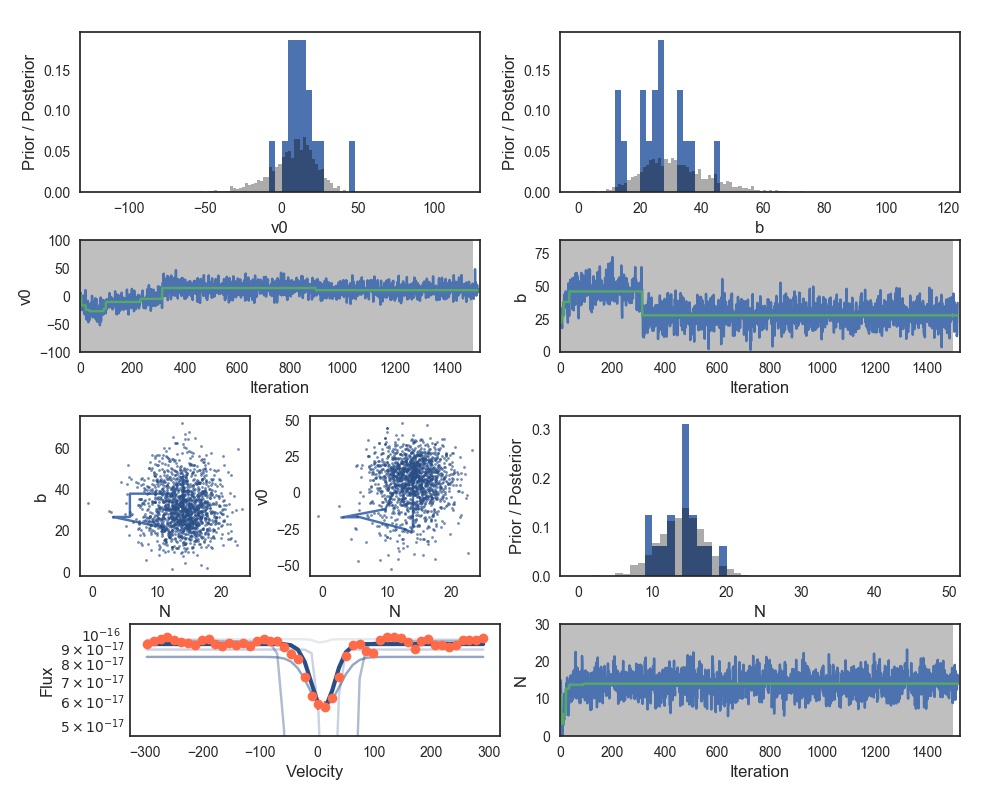 0.15
0.10
0.05
0.00
Prior / Posterior
−100 −50 0 50 100
v0
0.15
0.10
0.05
0.00
Prior / Posterior
0 20 40 60 80 100 120
b
100
50
0
−50
−100
v0
0 200 400 600 800 1000 1200 1400
Iteration
75
50
25
0
b
0 200 400 600 800 1000 1200 1400
Iteration
60
40
20
0
b
0 10 20
N
50
25
0
−25
−50
v0
0 10 20
N
0.3
0.2
0.1
0.0
Prior / Posterior
0 10 20 30 40 50
N
10⁻¹⁶
9 × 10⁻¹⁷
8 × 10⁻¹⁷
7 × 10⁻¹⁷
6 × 10⁻¹⁷
5 × 10⁻¹⁷
Flux
−300 −200 −100 0 100 200 300
Velocity
30
20
10
0
N
0 200 400 600 800 1000 1200 1400
Iteration